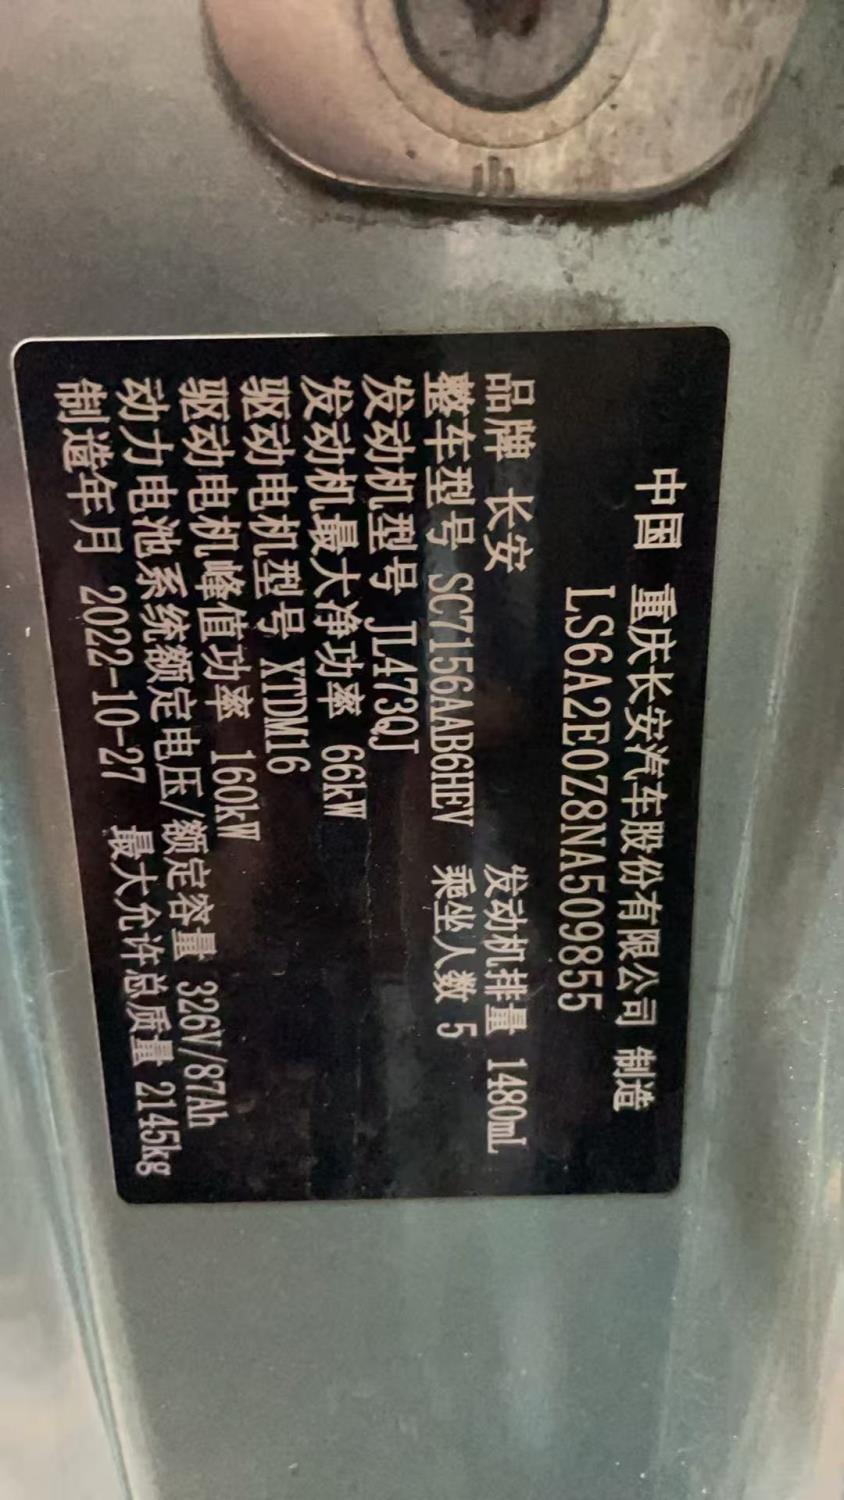 中国 重庆长安汽车股份有限公司 制造
LS6A2E0Z8NA509855
品牌 长安 发动机排量 1480mL
整车型号 SC7156AAB6HEV 乘坐人数 5
发动机型号 JL473QJ
发动机最大净功率 66kW
驱动电机型号 XTDM16
驱动电机峰值功率 160kW
动力电池系统额定电压/额定容量 326V/87Ah
制造年月 2022-10-27 最大允许总质量 2145kg